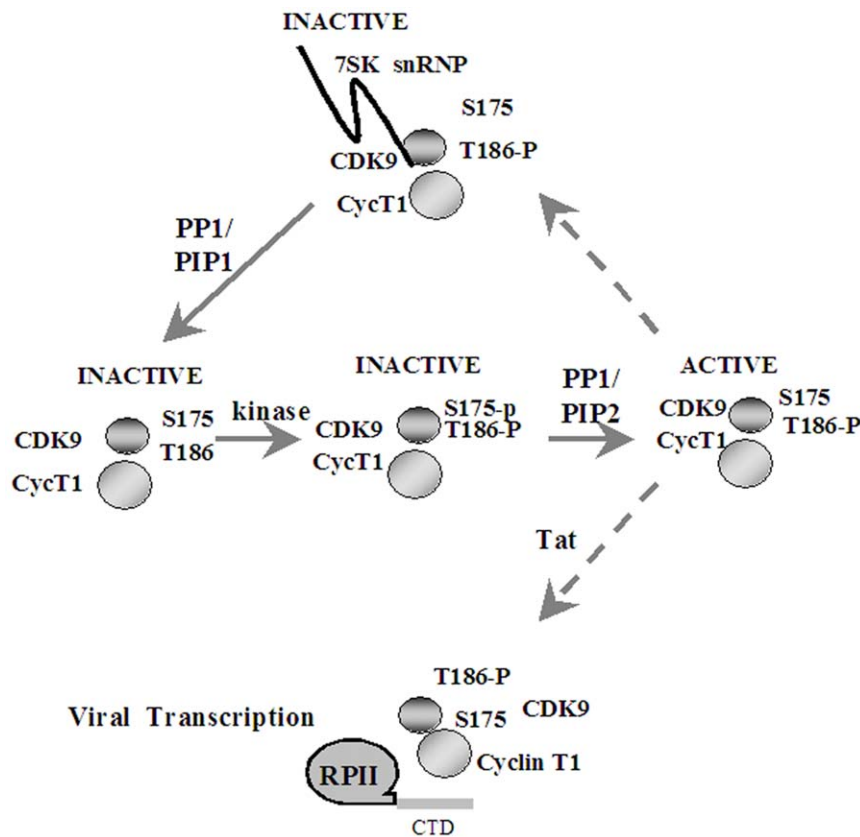 INACTIVE
7SK snRNP
S175
T186-P
CDK9
CycT1
PP1/
PIP1
INACTIVE
S175
T186
CDK9
CycT1
kinase
INACTIVE
S175-p
T186-P
CDK9
CycT1
PP1/
PIP2
ACTIVE
S175
CDK9
T186-P
CycT1
Tat
T186-P
CDK9
S175
Viral Transcription
Cyclin T1
RPII
CTD